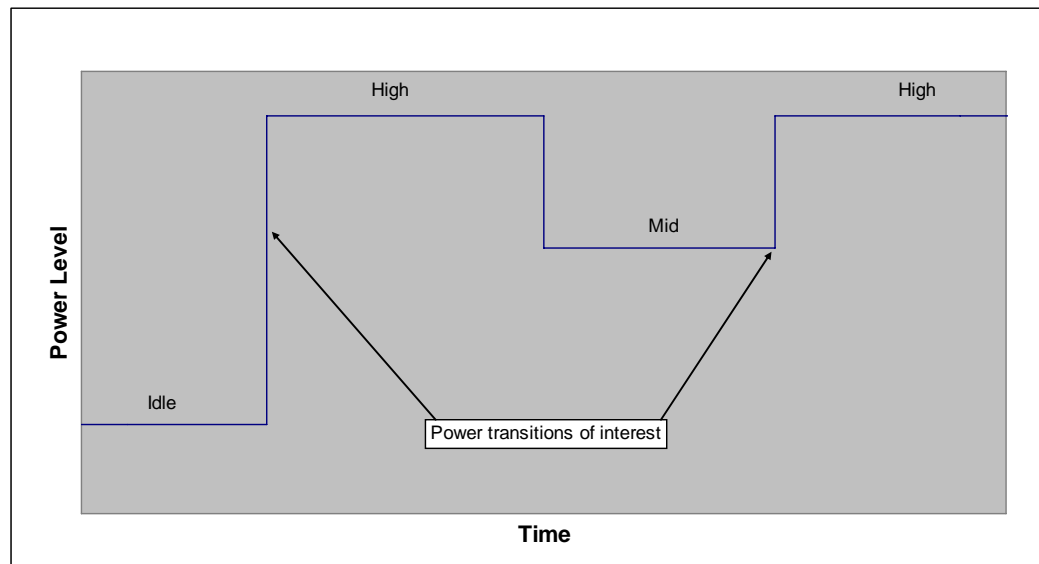 High
High
Mid
Idle
Power transitions of interest
Power Level
Time